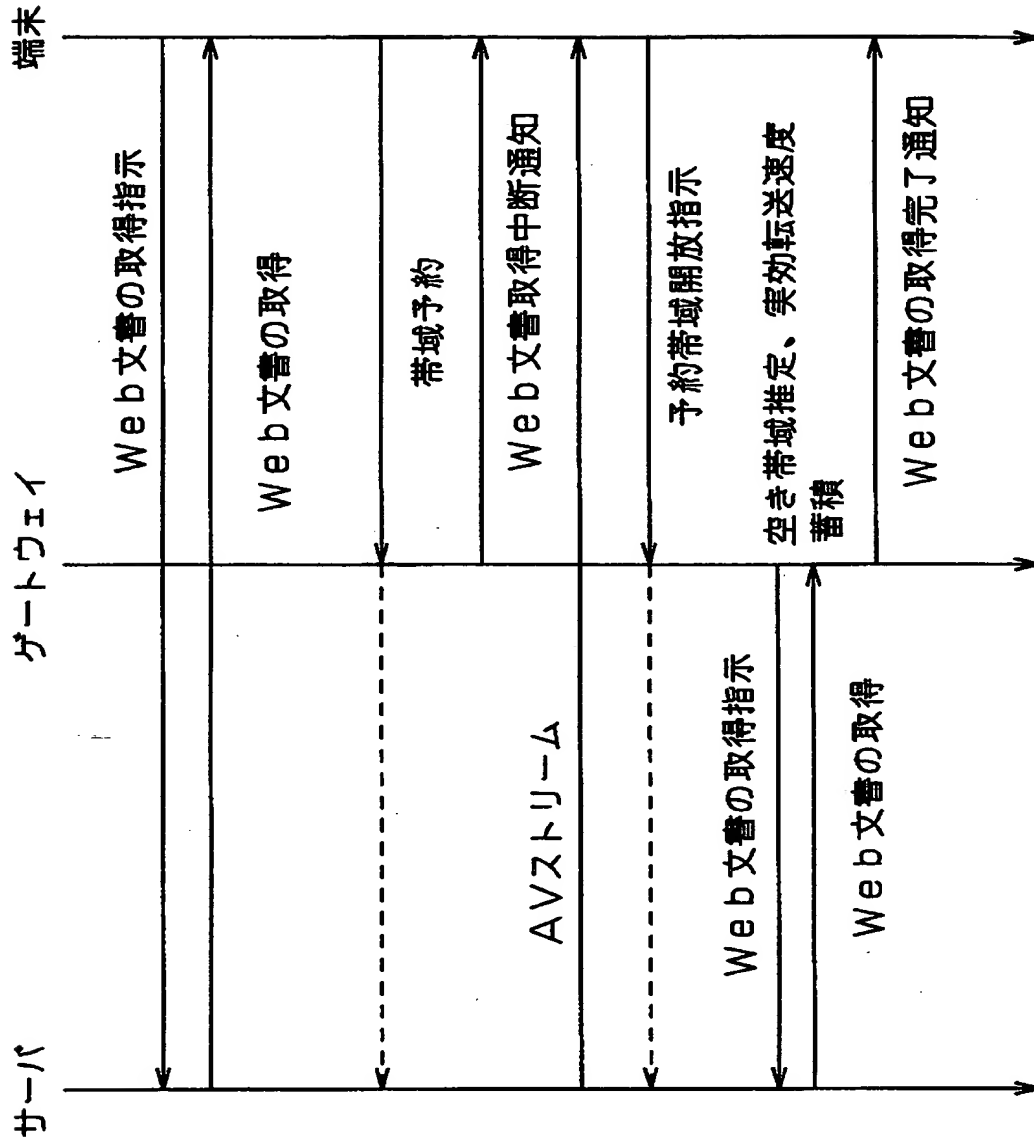 サーバ
ゲートウェイ
端末
Web文書の取得指示
Web文書の取得
帯域予約
Web文書取得中断通知
AVストリーム
予約帯域開放指示
空き帯域推定、実効転送速度
蓄積
Web文書の取得指示
Web文書の取得
Web文書の取得完了通知